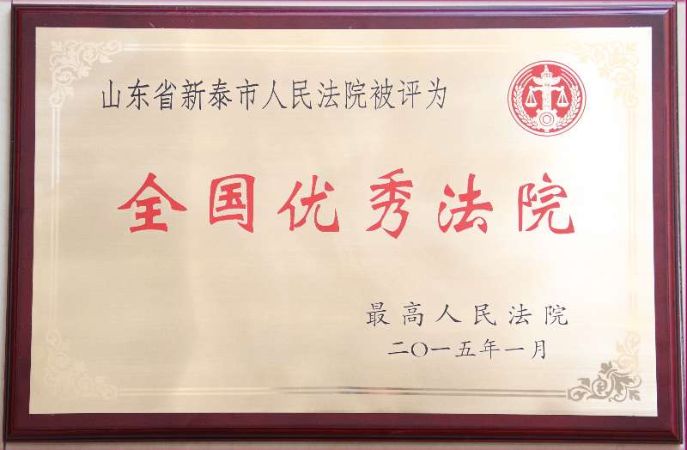 山东省新泰市人民法院被评为
全国优秀法院
最高人民法院
二〇一五年一月